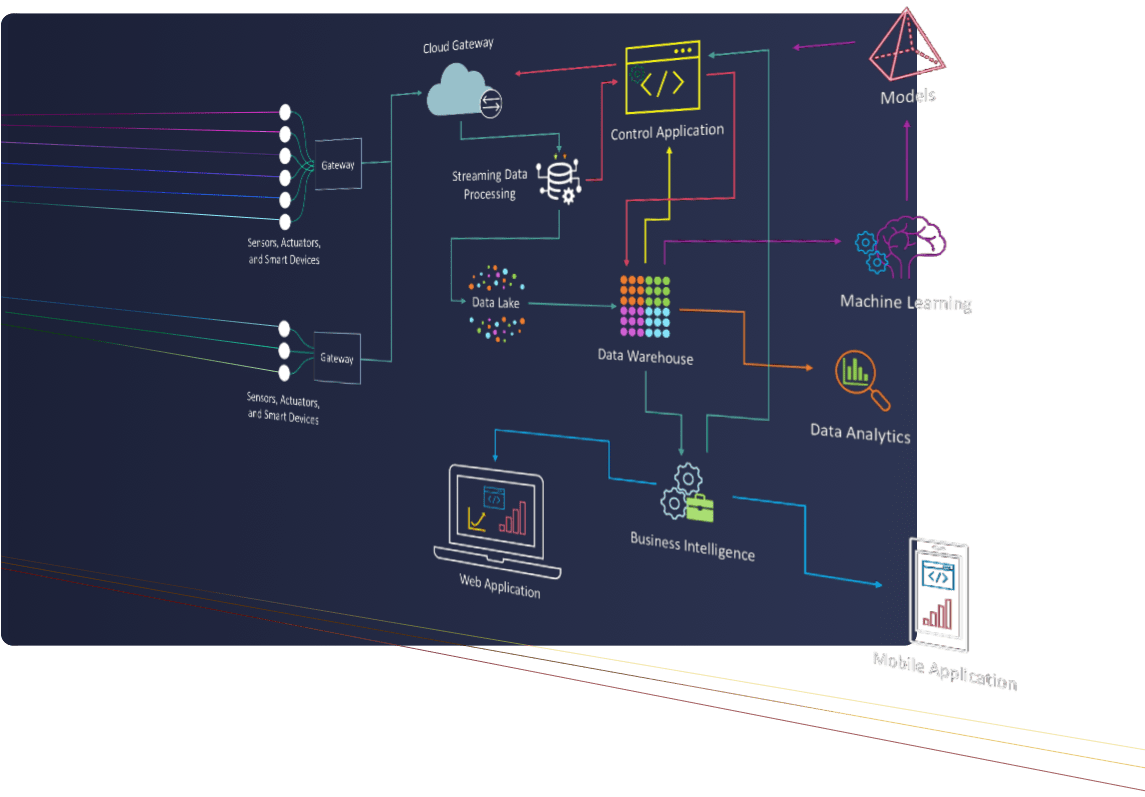 Cloud Gateway
Models
Control Application
Gateway
Streaming Data
Processing
Sensors, Actuators,
and Smart Devices
Data Lake
Machine Learning
Data Warehouse
Gateway
Sensors, Actuators,
and Smart Devices
Data Analytics
</>
</>
Business Intelligence
</>
Web Application
Mobile Application